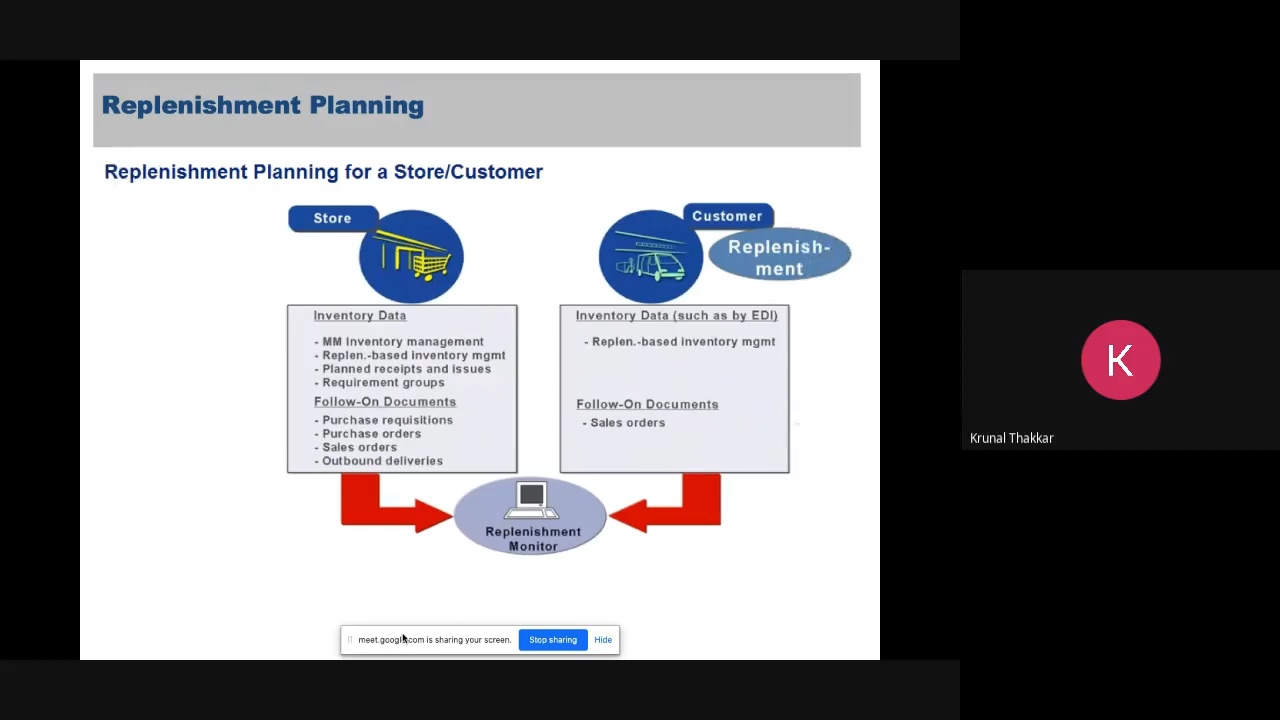 Replenishment Planning
Replenishment Planning for a Store/Customer
Store
Customer
Replenish-
ment
Inventory Data
- MM Inventory management
- Replen.-based inventory mgmt
- Planned receipts and issues
- Requirement groups
Follow-On Documents
- Purchase requisitions
- Purchase orders
- Sales orders
- Outbound deliveries
Inventory Data (such as by EDI)
- Replen.-based inventory mgmt
Follow-On Documents
- Sales orders
Replenishment
Monitor
meet.google.com is sharing your screen.
Stop sharing
Hide
K
Krunal Thakkar